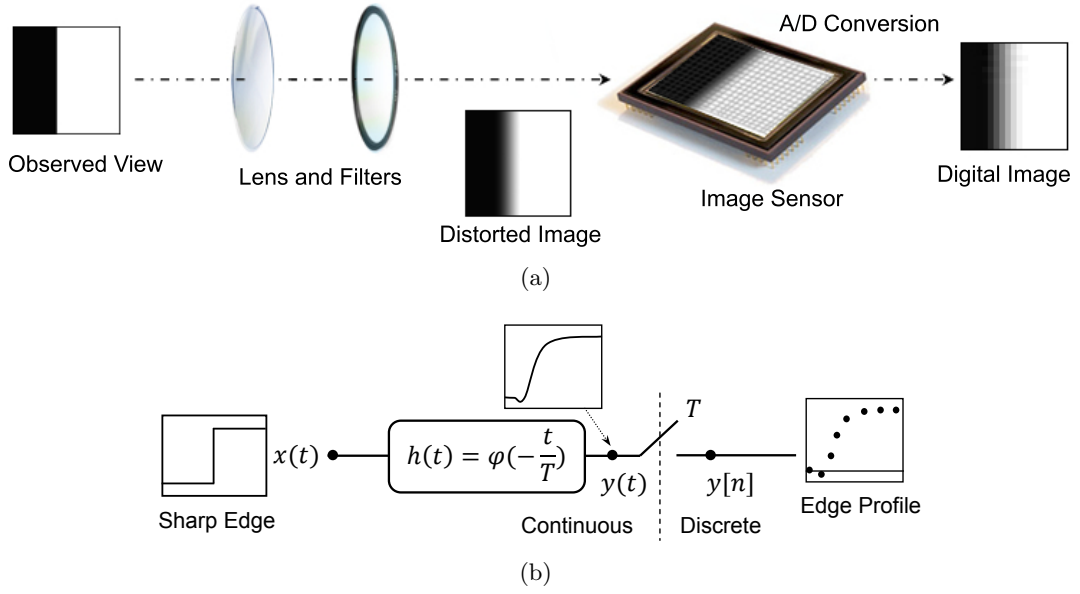 Observed View
Lens and Filters
Distorted Image
A/D Conversion
Image Sensor
Digital Image
(a)
Sharp Edge
x(t)
h(t) = φ(−t/T)
y(t)
T
y[n]
Continuous
Discrete
Edge Profile
(b)